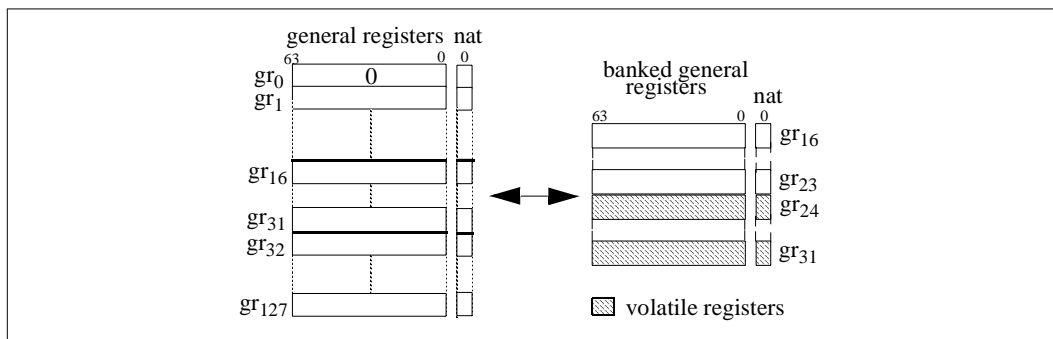 general registers nat
63 0 0
gr0 0
gr1
gr16
gr31
gr32
gr127
banked general
registers
nat
63 0 0
gr16
gr23
gr24
gr31
volatile registers